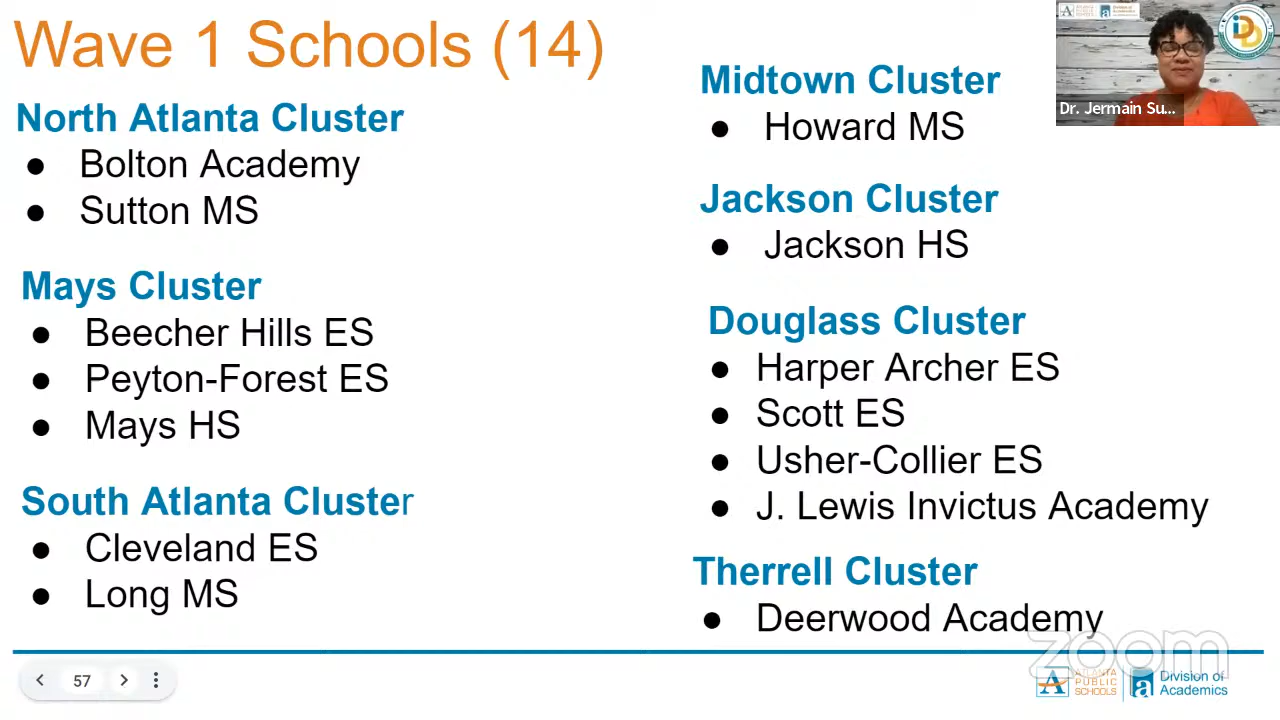 Wave 1 Schools (14)
North Atlanta Cluster
● Bolton Academy
● Sutton MS
Mays Cluster
● Beecher Hills ES
● Peyton-Forest ES
● Mays HS
South Atlanta Cluster
● Cleveland ES
● Long MS
Midtown Cluster
● Howard MS
Jackson Cluster
● Jackson HS
Douglass Cluster
● Harper Archer ES
● Scott ES
● Usher-Collier ES
● J. Lewis Invictus Academy
Therrell Cluster
● Deerwood Academy
Dr. Jermain Su...
57
zoom
ATLANTA
PUBLIC
SCHOOLS
Division of
Academics